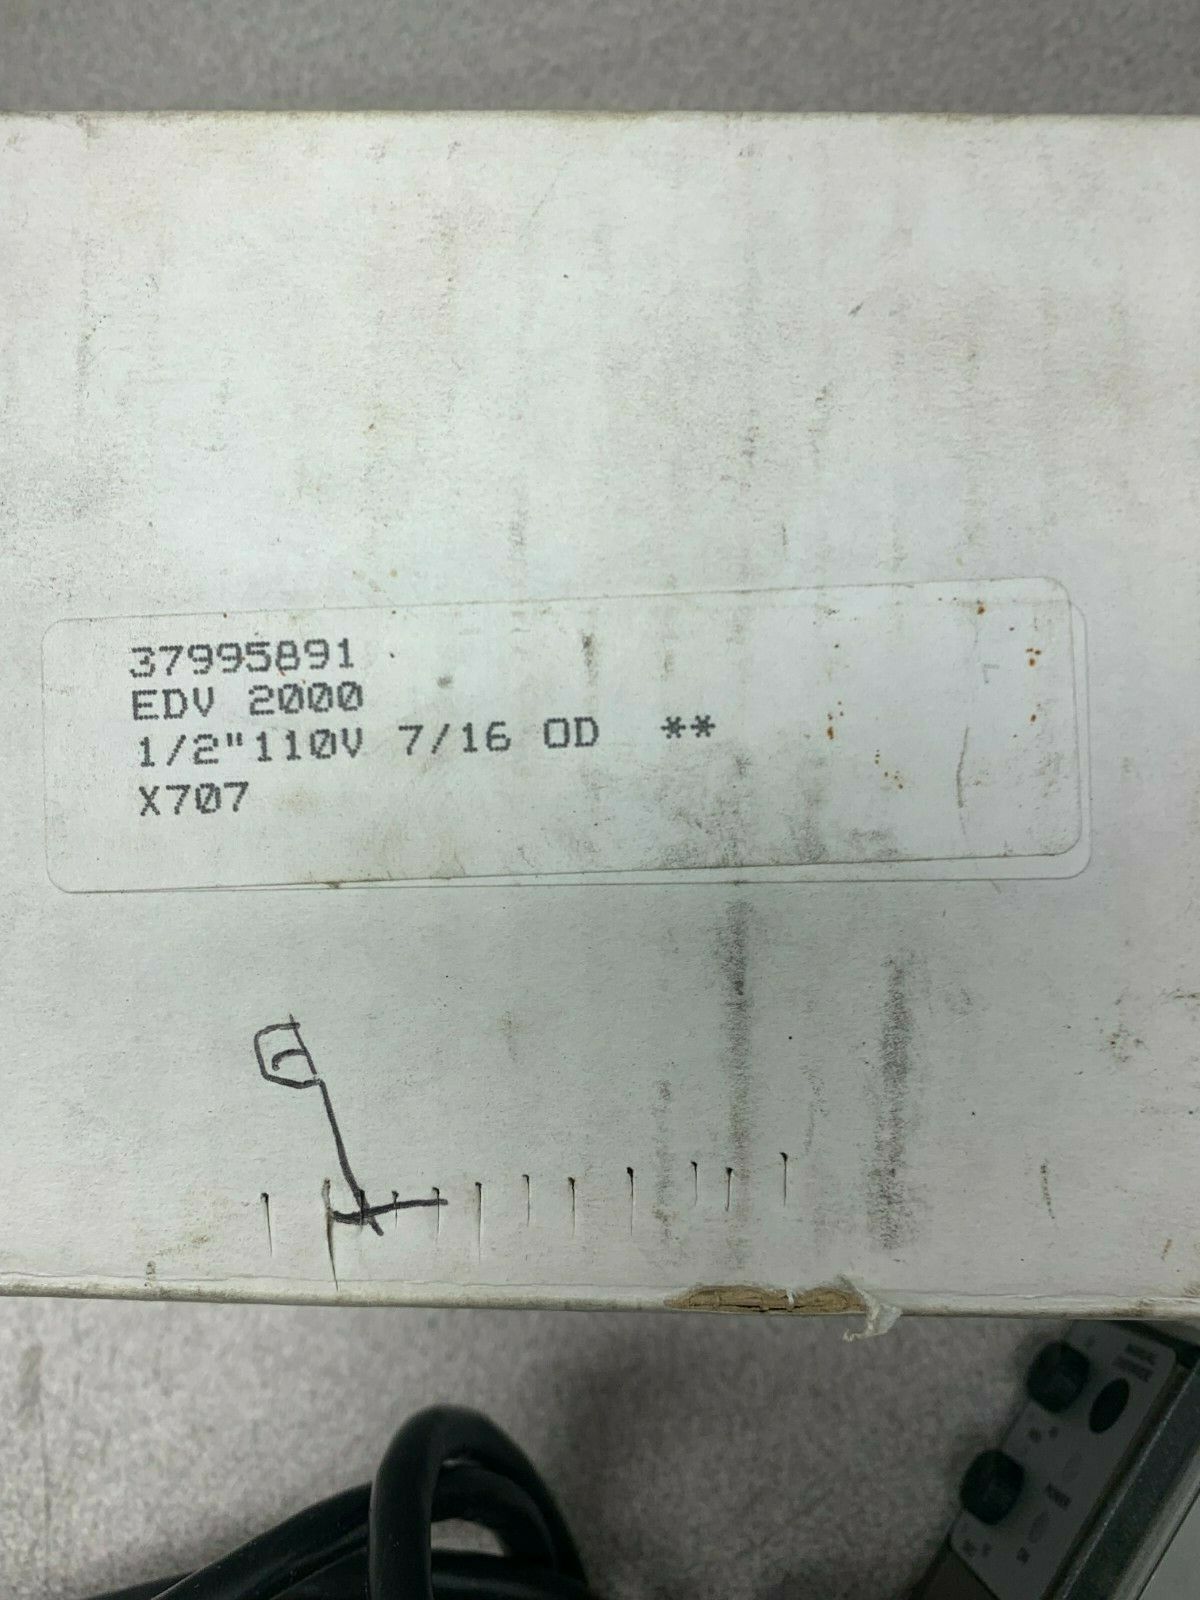 37995891
EDV 2000
1/2"110V 7/16 OD **
X707